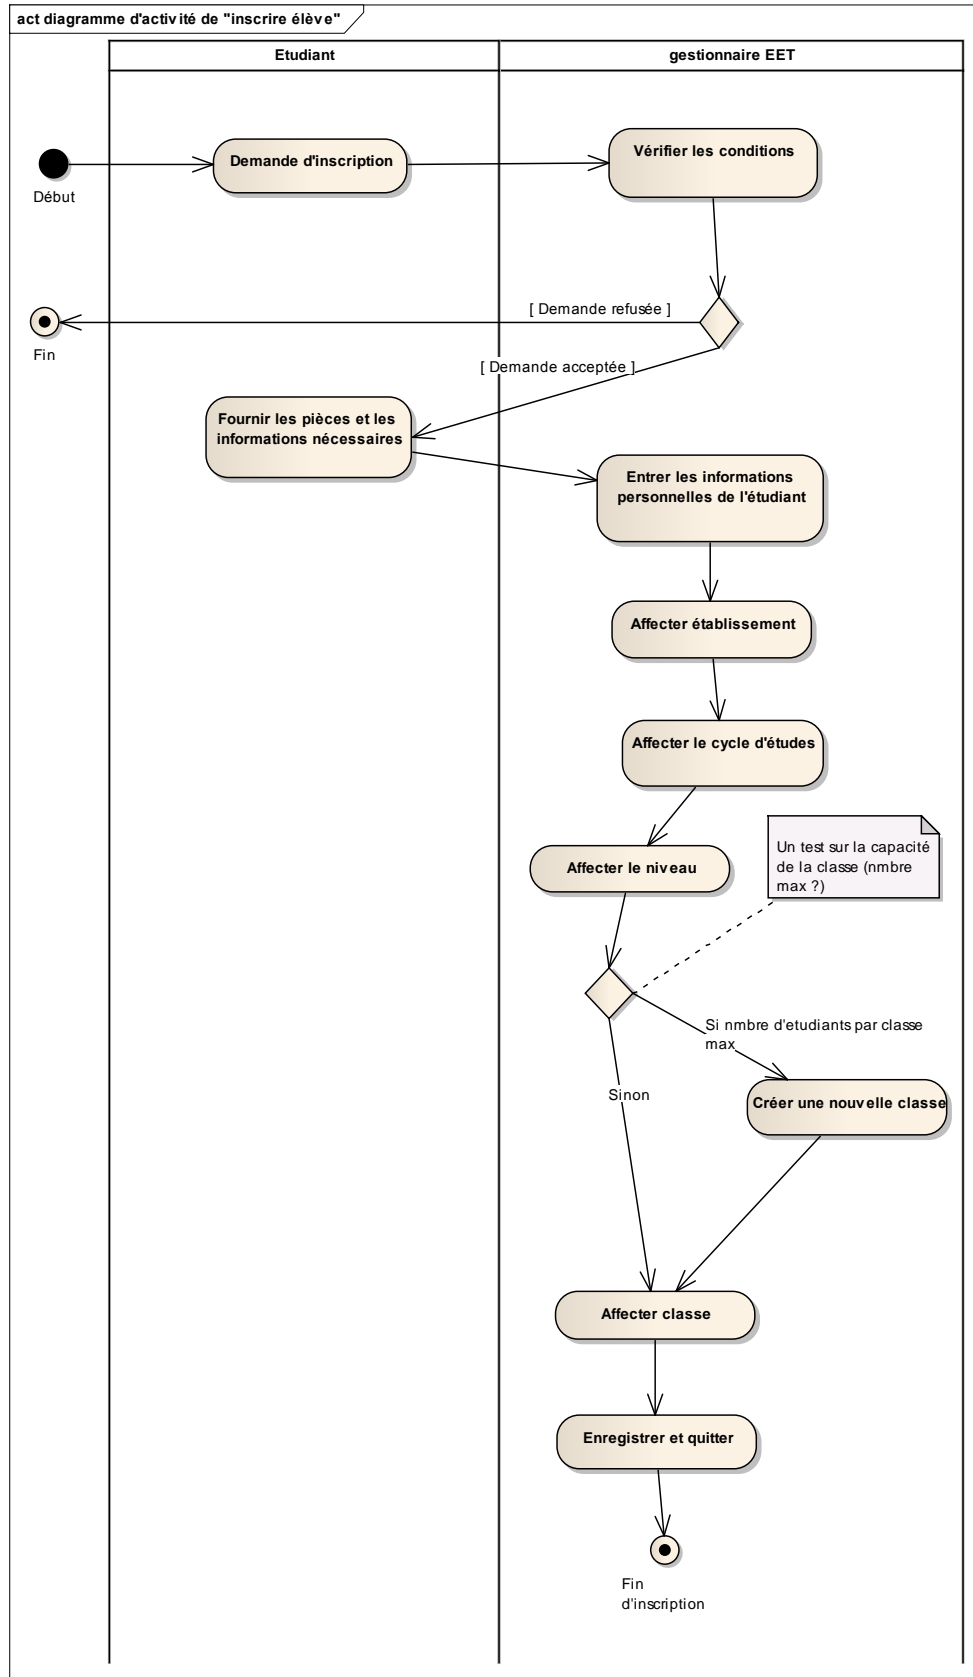 act diagramme d'activité de "inscrire élève"
Etudiant
gestionnaire EET
Début
Demande d'inscription
Vérifier les conditions
[ Demande refusée ]
Fin
[ Demande acceptée ]
Fournir les pièces et les
informations nécessaires
Entrer les informations
personnelles de l'étudiant
Affecter établissement
Affecter le cycle d'études
Un test sur la capacité
de la classe (nmbre
max ?)
Affecter le niveau
Si nmbre d'etudiants par classe
max
Sinon
Créer une nouvelle classe
Affecter classe
Enregistrer et quitter
Fin
d'inscription